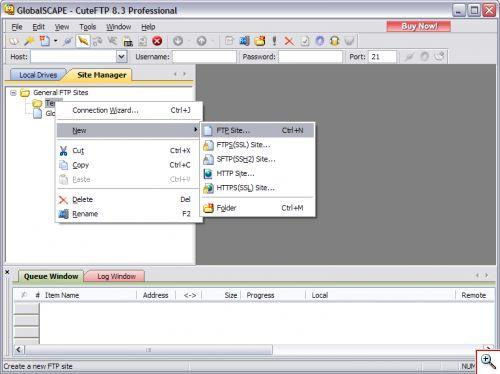 GlobalSCAPE - CuteFTP 8.3 Professional
File Edit View Tools Window Help Buy Now!
Host: Username: Password: Port: 21
Local Drives Site Manager
General FTP Sites
Connection Wizard... Ctrl+J
New
Cut Ctrl+X
Copy Ctrl+C
Paste Ctrl+V
Delete Del
Rename F2
FTP Site... Ctrl+N
FTPS(SSL) Site...
SFTP(SSH2) Site...
HTTP Site...
HTTPS(SSL) Site...
Folder Ctrl+M
Queue Window Log Window
# Item Name Address <-> Size Progress Local Remote
Create a new FTP site NUM